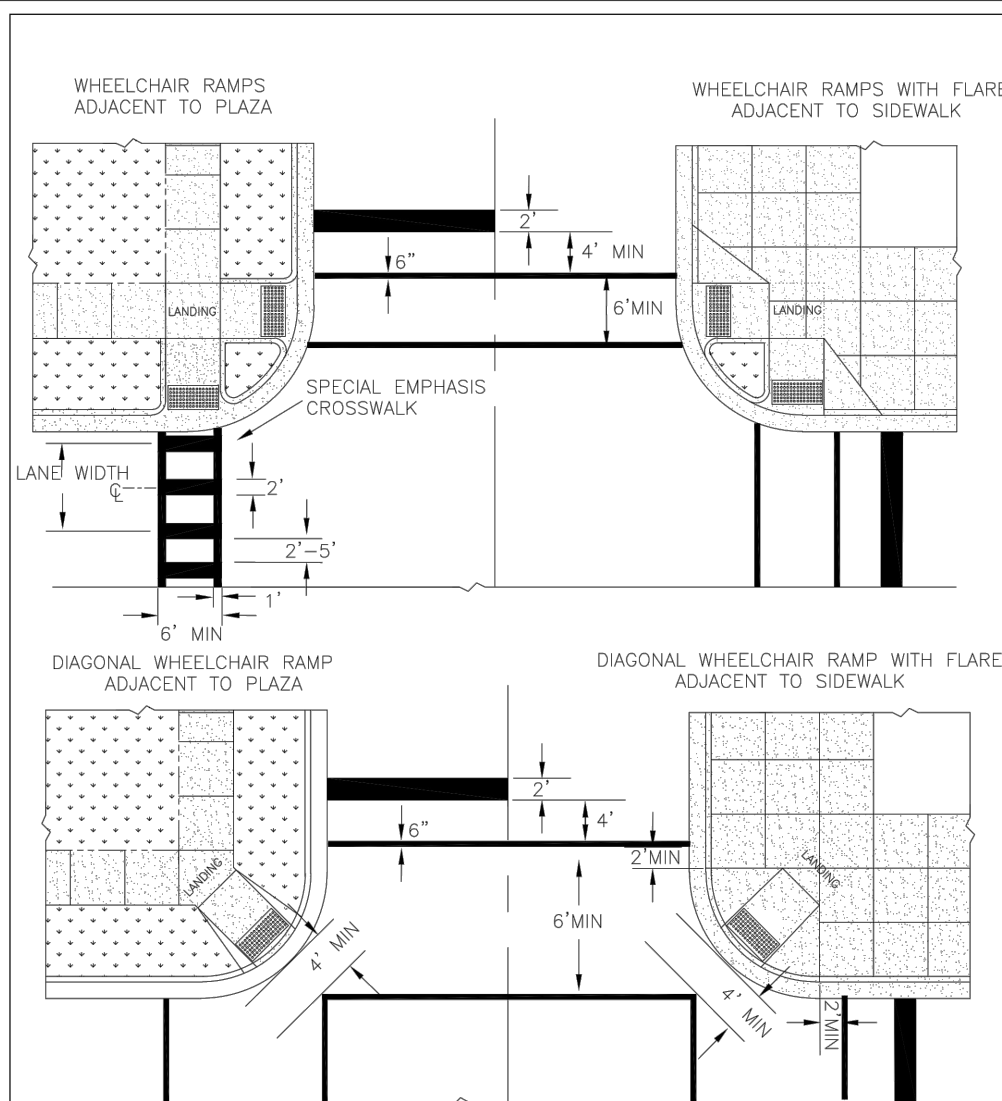 WHEELCHAIR RAMPS
ADJACENT TO PLAZA
WHEELCHAIR RAMPS WITH FLARE
ADJACENT TO SIDEWALK
2'
4' MIN
6"
6'MIN
LANDING
LANDING
SPECIAL EMPHASIS
CROSSWALK
LANE WIDTH
℄
2'
2'-5'
1'
6' MIN
DIAGONAL WHEELCHAIR RAMP
ADJACENT TO PLAZA
DIAGONAL WHEELCHAIR RAMP WITH FLARE
ADJACENT TO SIDEWALK
2'
4'
6"
2'MIN
LANDING
LANDING
6'MIN
4' MIN
4' MIN
2'MIN